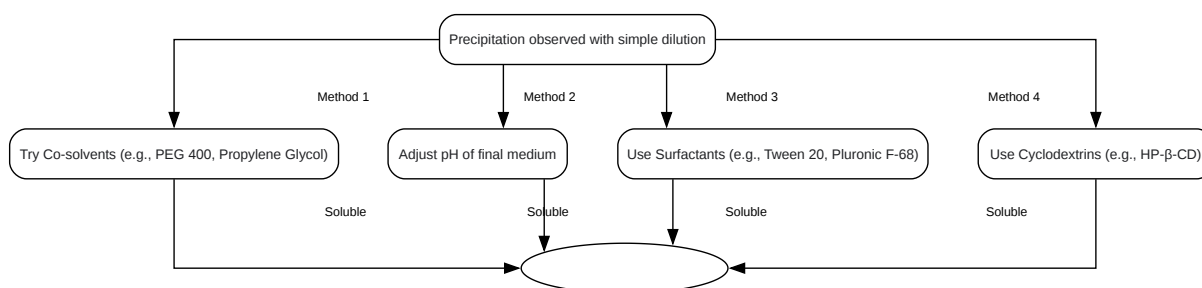 Precipitation observed with simple dilution
Method 1
Method 2
Method 3
Method 4
Try Co-solvents (e.g., PEG 400, Propylene Glycol)
Adjust pH of final medium
Use Surfactants (e.g., Tween 20, Pluronic F-68)
Use Cyclodextrins (e.g., HP-β-CD)
Soluble
Soluble
Soluble
Soluble